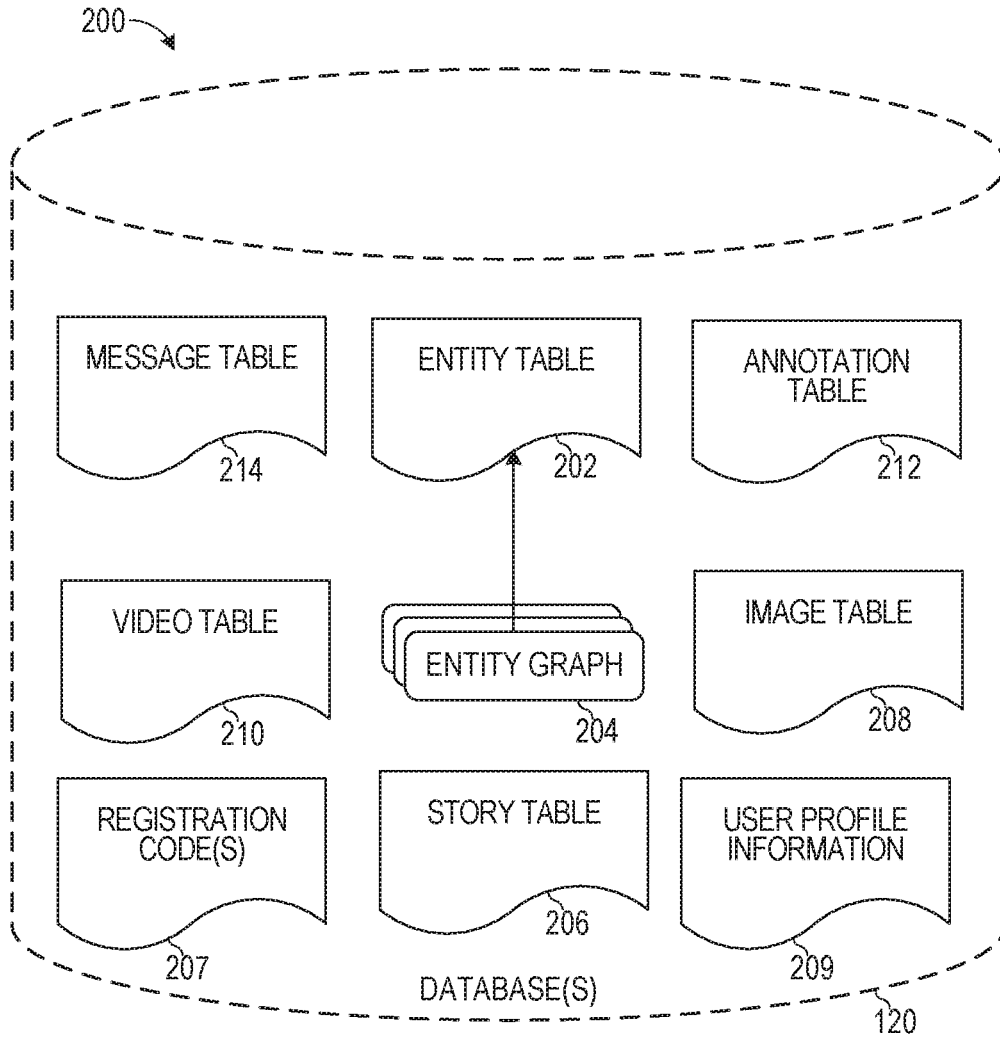 200
MESSAGE TABLE
214
ENTITY TABLE
202
ANNOTATION
TABLE
212
VIDEO TABLE
210
ENTITY GRAPH
204
IMAGE TABLE
208
REGISTRATION
CODE(S)
207
STORY TABLE
206
USER PROFILE
INFORMATION
209
DATABASE(S)
120